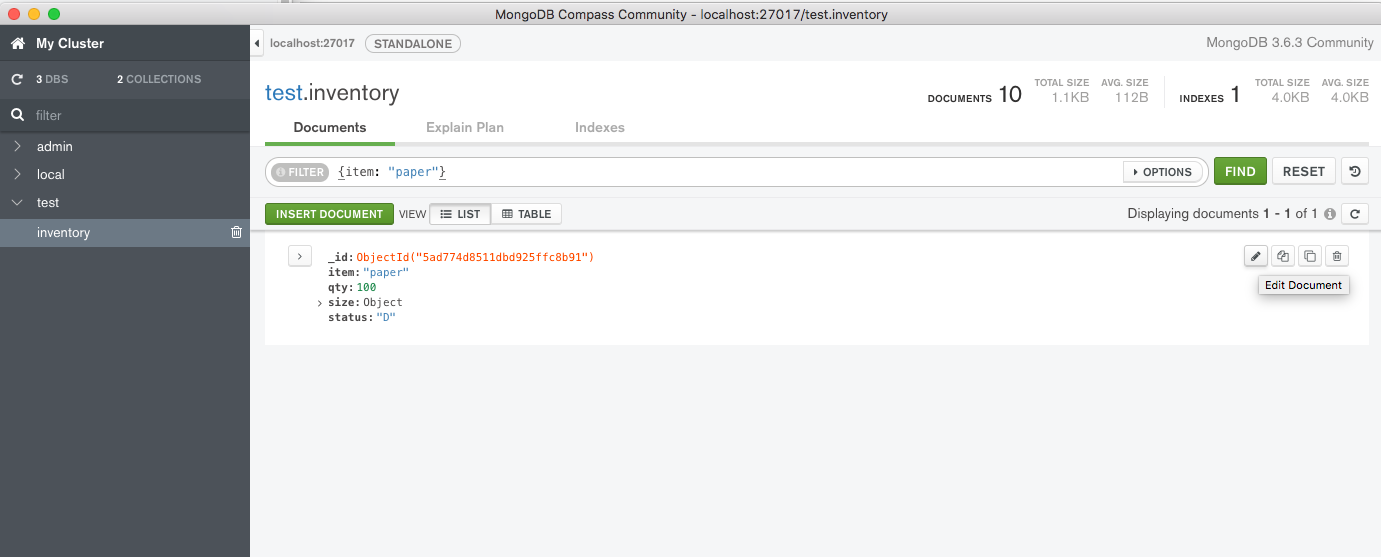 MongoDB Compass Community - localhost:27017/test.inventory
My Cluster
3 DBS 2 COLLECTIONS
filter
admin
local
test
inventory
localhost:27017 STANDALONE MongoDB 3.6.3 Community
test.inventory
DOCUMENTS 10 TOTAL SIZE 1.1KB AVG. SIZE 112B INDEXES 1 TOTAL SIZE 4.0KB AVG. SIZE 4.0KB
Documents Explain Plan Indexes
FILTER {item: "paper"} OPTIONS FIND RESET
INSERT DOCUMENT VIEW LIST TABLE Displaying documents 1 - 1 of 1
_id:ObjectId("5ad774d8511dbd925ffc8b91")
item:"paper"
qty:100
size:Object
status:"D"
Edit Document